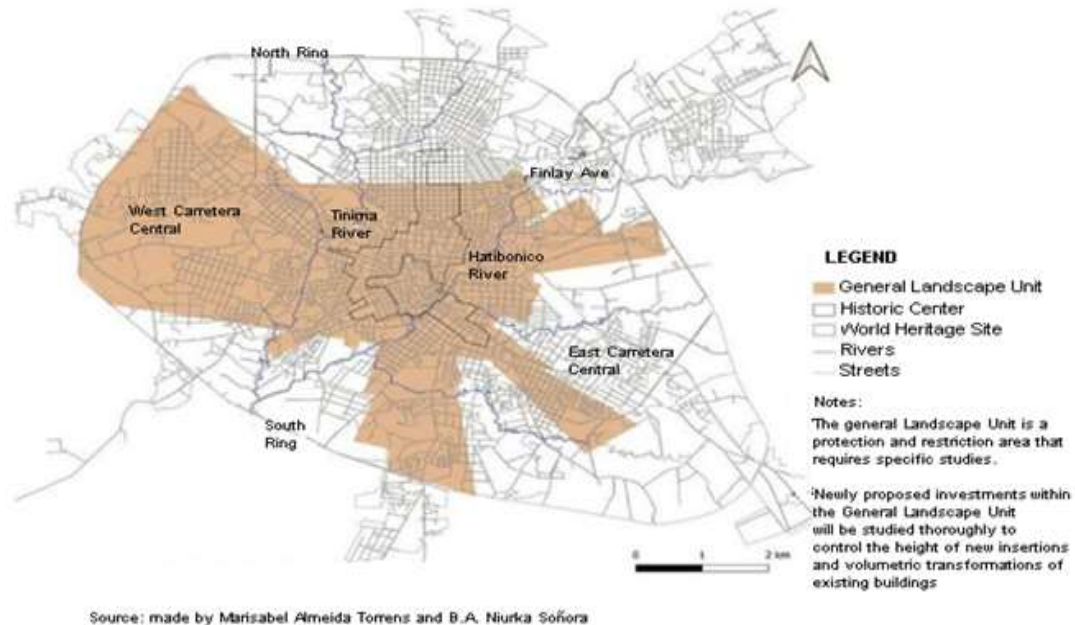 North Ring
Finlay Ave
West Carretera
Central
Tinima
River
Hatibonico
River
East Carretera
Central
South
Ring
LEGEND
General Landscape Unit
Historic Center
World Heritage Site
Rivers
Streets
Notes:
The general Landscape Unit is a
protection and restriction area that
requires specific studies.
Newly proposed investments within
the General Landscape Unit
will be studied thoroughly to
control the height of new insertions
and volumetric transformations of
existing buildings
0 1 2 km
Source: made by Marisabel Almeida Torrens and B.A. Niurka Soñora